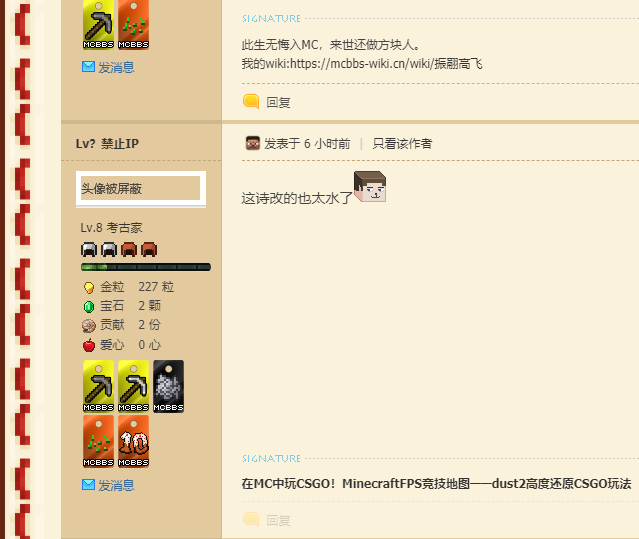 MCBBS MCBBS
发消息
SIGNATURE
此生无悔入MC，来世还做方块人。
我的wiki:https://mcbbs-wiki.cn/wiki/振翮高飞
回复
Lv? 禁止IP
头像被屏蔽
Lv.8 考古家
金粒 227 粒
宝石 2 颗
贡献 2 份
爱心 0 心
MCBBS MCBBS MCBBS
10
MCBBS MCBBS
发消息
发表于 6 小时前 | 只看该作者
这诗改的也太水了
SIGNATURE
在MC中玩CSGO！MinecraftFPS竞技地图——dust2高度还原CSGO玩法
回复